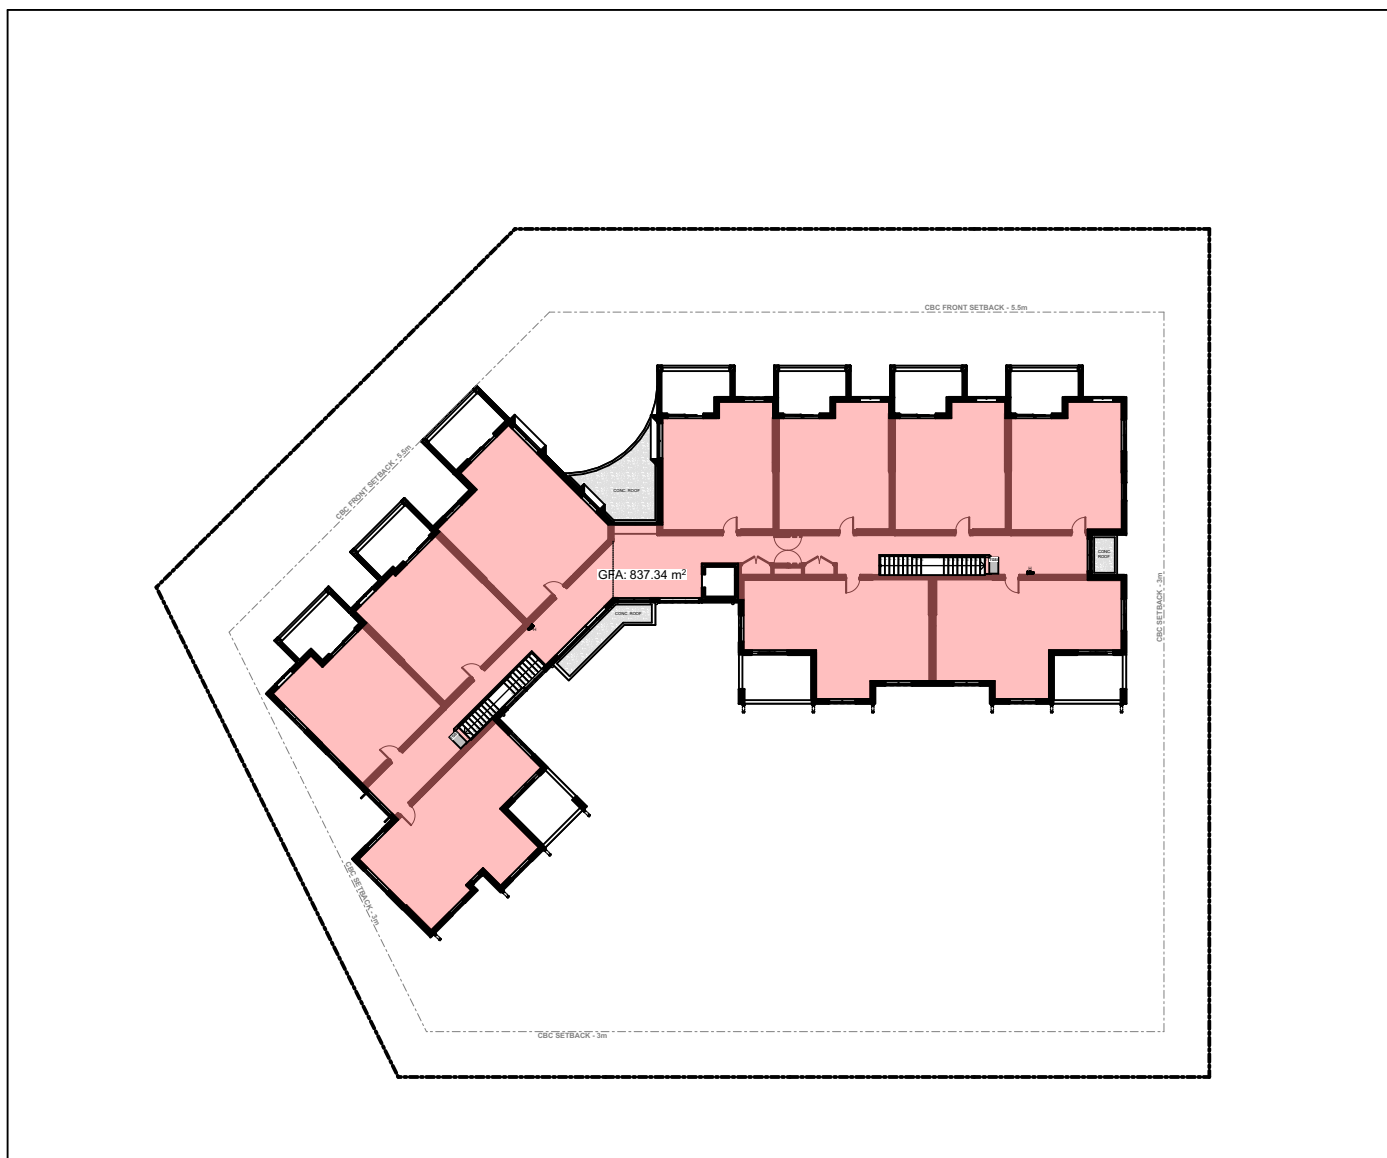 CBC FRONT SETBACK - 5.5m
CBC FRONT SETBACK - 5.5m
CONC. ROOF
CONC.
ROOF
GFA: 837.34 m²
CONC. ROOF
CBC SETBACK - 3m
CBC SETBACK - 3m
CBC SETBACK - 3m